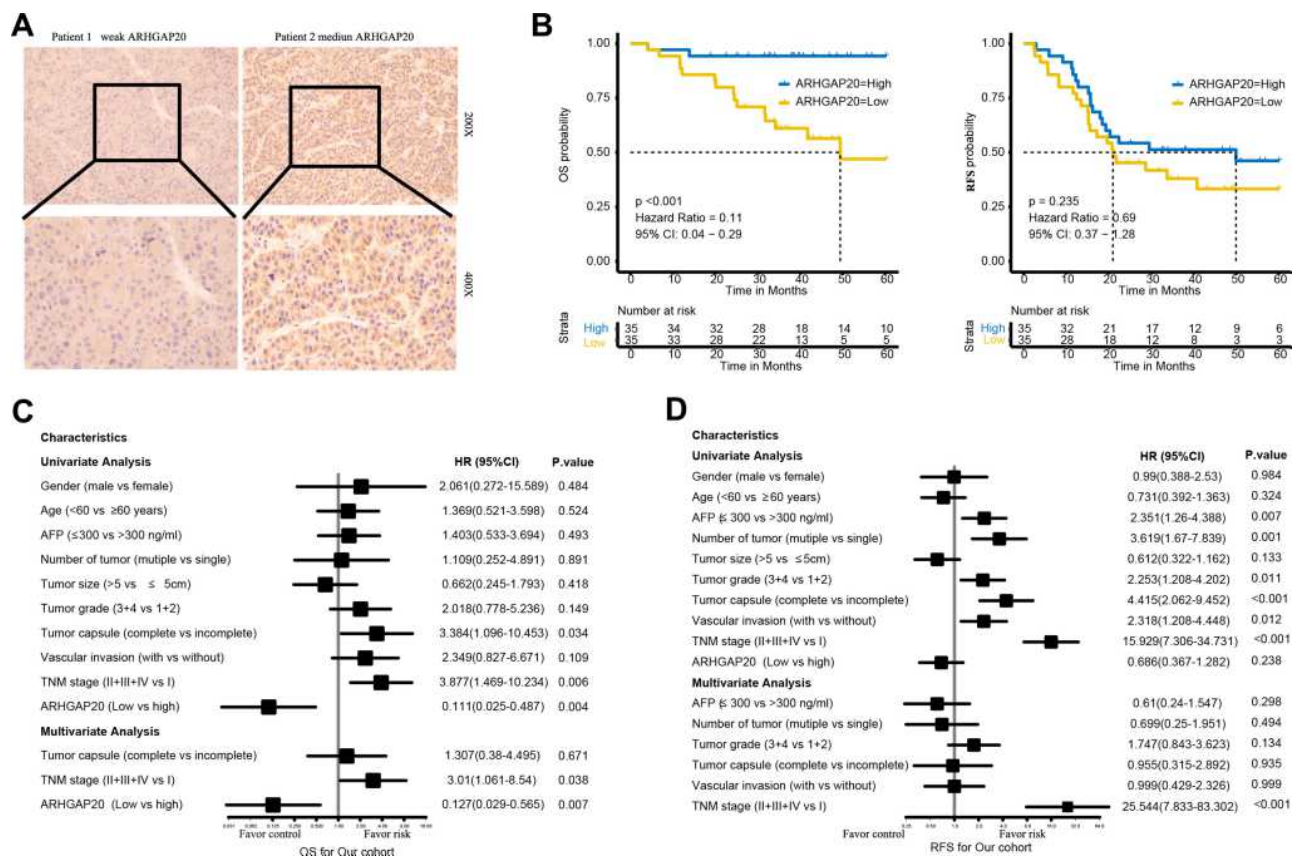 A
Patient 1 weak ARHGAP20
Patient 2 mediun ARHGAP20
200X
400X
B
1.00
0.75
0.50
0.25
0.00
OS probability
ARHGAP20=High
ARHGAP20=Low
p <0.001
Hazard Ratio = 0.11
95% CI: 0.04 − 0.29
0 10 20 30 40 50 60
Time in Months
Number at risk
Strata
High 35 34 32 28 18 14 10
Low 35 33 28 22 13 5 5
0 10 20 30 40 50 60
Time in Months
1.00
0.75
0.50
0.25
0.00
RFS probability
ARHGAP20=High
ARHGAP20=Low
p = 0.235
Hazard Ratio = 0.69
95% CI: 0.37 − 1.28
0 10 20 30 40 50 60
Time in Months
Number at risk
Strata
High 35 32 21 17 12 9 6
Low 35 28 18 12 8 3 3
0 10 20 30 40 50 60
Time in Months
C
Characteristics
Univariate Analysis HR (95%CI) P.value
Gender (male vs female) 2.061(0.272-15.589) 0.484
Age (<60 vs ≥60 years) 1.369(0.521-3.598) 0.524
AFP (≤300 vs >300 ng/ml) 1.403(0.533-3.694) 0.493
Number of tumor (mutiple vs single) 1.109(0.252-4.891) 0.891
Tumor size (>5 vs ≤ 5cm) 0.662(0.245-1.793) 0.418
Tumor grade (3+4 vs 1+2) 2.018(0.778-5.236) 0.149
Tumor capsule (complete vs incomplete) 3.384(1.096-10.453) 0.034
Vascular invasion (with vs without) 2.349(0.827-6.671) 0.109
TNM stage (II+III+IV vs I) 3.877(1.469-10.234) 0.006
ARHGAP20 (Low vs high) 0.111(0.025-0.487) 0.004
Multivariate Analysis
Tumor capsule (complete vs incomplete) 1.307(0.38-4.495) 0.671
TNM stage (II+III+IV vs I) 3.01(1.061-8.54) 0.038
ARHGAP20 (Low vs high) 0.127(0.029-0.565) 0.007
Favor control Favor risk
OS for Our cohort
D
Characteristics
Univariate Analysis HR (95%CI) P.value
Gender (male vs female) 0.99(0.388-2.53) 0.984
Age (<60 vs ≥60 years) 0.731(0.392-1.363) 0.324
AFP (≤ 300 vs >300 ng/ml) 2.351(1.26-4.388) 0.007
Number of tumor (mutiple vs single) 3.619(1.67-7.839) 0.001
Tumor size (>5 vs ≤5cm) 0.612(0.322-1.162) 0.133
Tumor grade (3+4 vs 1+2) 2.253(1.208-4.202) 0.011
Tumor capsule (complete vs incomplete) 4.415(2.062-9.452) <0.001
Vascular invasion (with vs without) 2.318(1.208-4.448) 0.012
TNM stage (II+III+IV vs I) 15.929(7.306-34.731) <0.001
ARHGAP20 (Low vs high) 0.686(0.367-1.282) 0.238
Multivariate Analysis
AFP (≤ 300 vs >300 ng/ml) 0.61(0.24-1.547) 0.298
Number of tumor (mutiple vs single) 0.699(0.25-1.951) 0.494
Tumor grade (3+4 vs 1+2) 1.747(0.843-3.623) 0.134
Tumor capsule (complete vs incomplete) 0.955(0.315-2.892) 0.935
Vascular invasion (with vs without) 0.999(0.429-2.326) 0.999
TNM stage (II+III+IV vs I) 25.544(7.833-83.302) <0.001
Favor control Favor risk
RFS for Our cohort